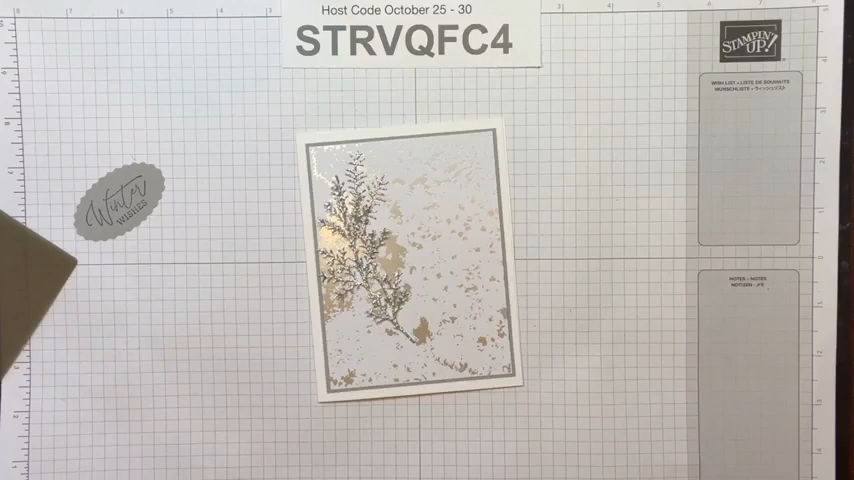 Host Code October 25 - 30
STRVQFC4
STAMPIN' UP!
WISH LIST • LISTE DE SOUHAITS
WUNSCHLISTE • ウィッシュリスト
Winter
WISHES
NOTES • NOTES
NOTIZEN • メモ